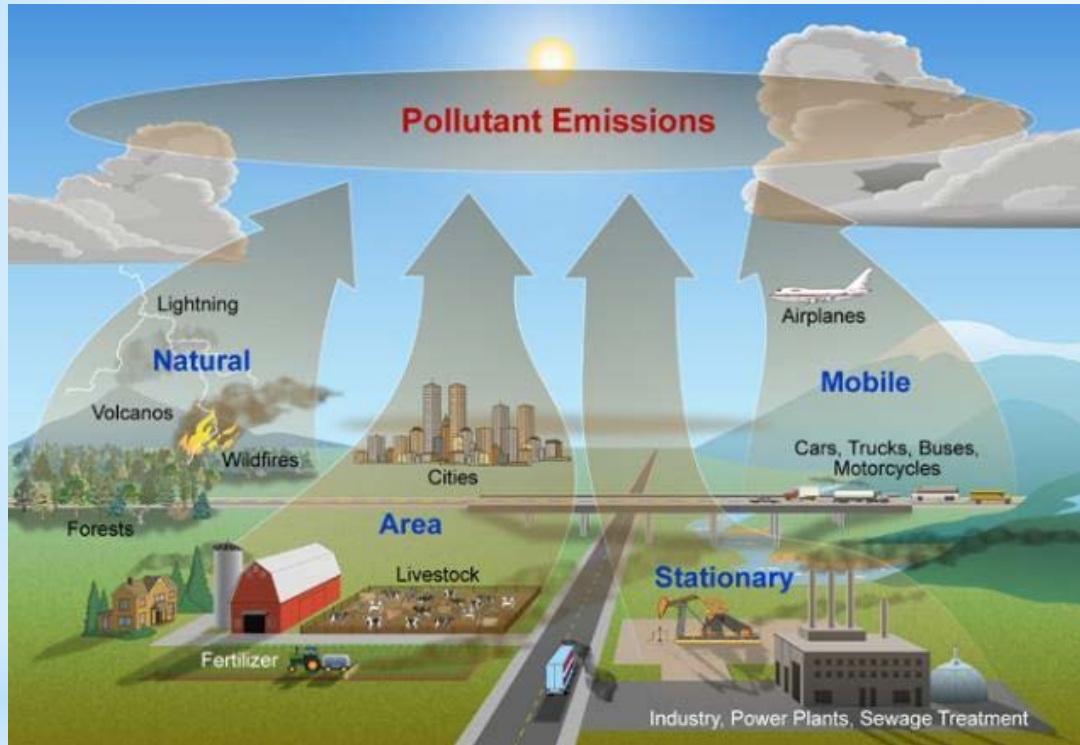 Pollutant Emissions
Lightning
Natural
Volcanos
Wildfires
Forests
Cities
Area
Livestock
Fertilizer
Airplanes
Mobile
Cars, Trucks, Buses,
Motorcycles
Stationary
Industry, Power Plants, Sewage Treatment